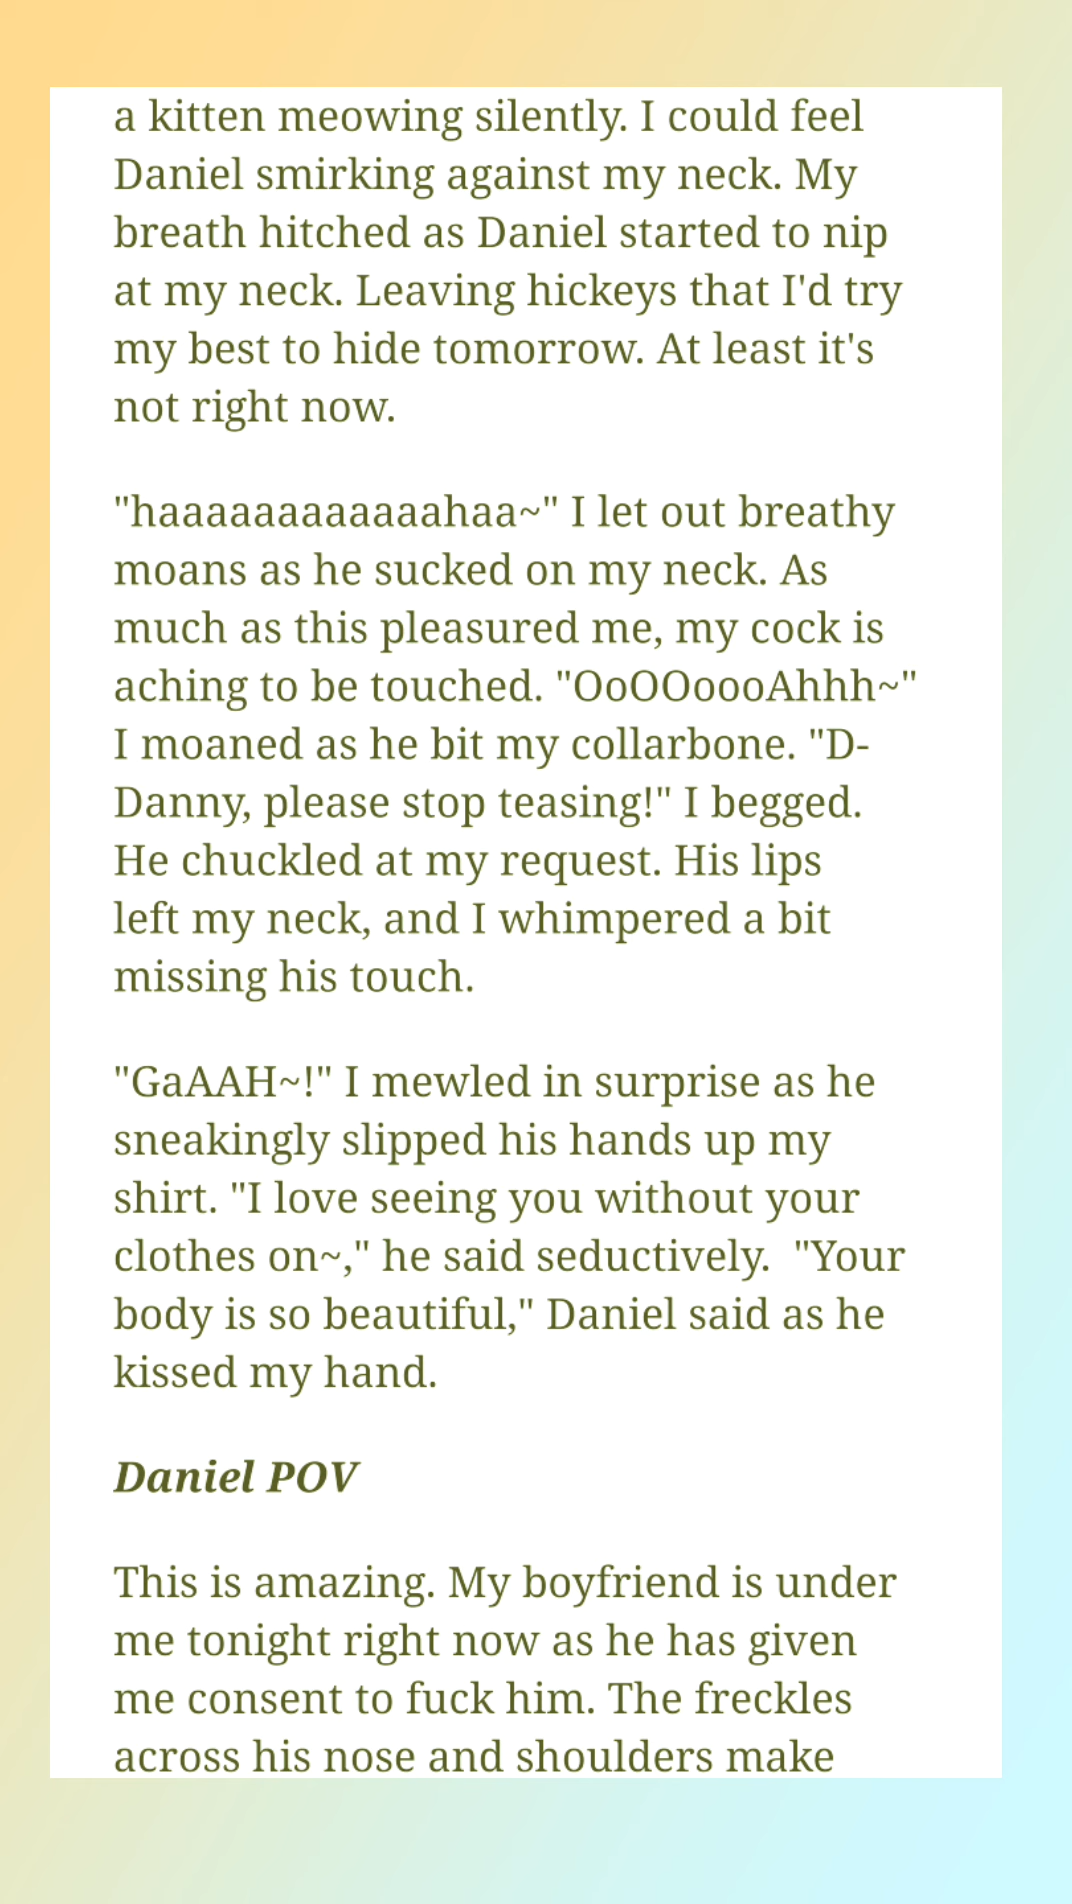 a kitten meowing silently. I could feel
Daniel smirking against my neck. My
breath hitched as Daniel started to nip
at my neck. Leaving hickeys that I'd try
my best to hide tomorrow. At least it's
not right now.
"haaaaaaaaaaaaahaa~" I let out breathy
moans as he sucked on my neck. As
much as this pleasured me, my cock is
aching to be touched. "OoOOoooAhhh~"
I moaned as he bit my collarbone. "D-
Danny, please stop teasing!" I begged.
He chuckled at my request. His lips
left my neck, and I whimpered a bit
missing his touch.
"GaAAH~!" I mewled in surprise as he
sneakingly slipped his hands up my
shirt. "I love seeing you without your
clothes on~," he said seductively.  "Your
body is so beautiful," Daniel said as he
kissed my hand.
Daniel POV
This is amazing. My boyfriend is under
me tonight right now as he has given
me consent to fuck him. The freckles
across his nose and shoulders make